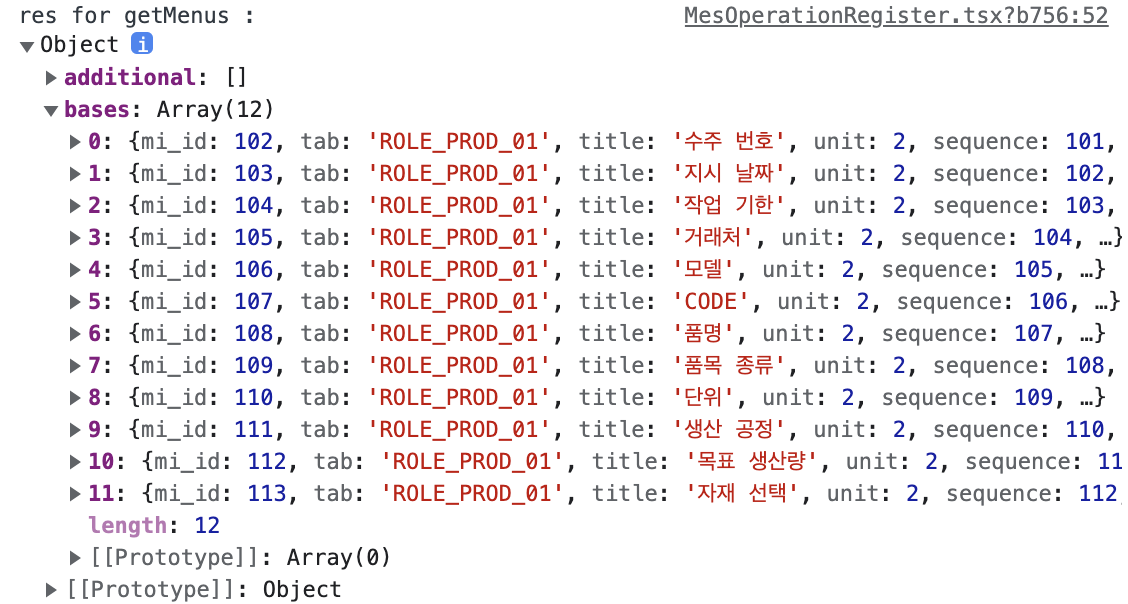 res for getMenus : MesOperationRegister.tsx?b756:52
▼Object i
▶additional: []
▼bases: Array(12)
▶0: {mi_id: 102, tab: 'ROLE_PROD_01', title: '수주 번호', unit: 2, sequence: 101,
▶1: {mi_id: 103, tab: 'ROLE_PROD_01', title: '지시 날짜', unit: 2, sequence: 102,
▶2: {mi_id: 104, tab: 'ROLE_PROD_01', title: '작업 기한', unit: 2, sequence: 103,
▶3: {mi_id: 105, tab: 'ROLE_PROD_01', title: '거래처', unit: 2, sequence: 104, …}
▶4: {mi_id: 106, tab: 'ROLE_PROD_01', title: '모델', unit: 2, sequence: 105, …}
▶5: {mi_id: 107, tab: 'ROLE_PROD_01', title: 'CODE', unit: 2, sequence: 106, …}
▶6: {mi_id: 108, tab: 'ROLE_PROD_01', title: '품명', unit: 2, sequence: 107, …}
▶7: {mi_id: 109, tab: 'ROLE_PROD_01', title: '품목 종류', unit: 2, sequence: 108,
▶8: {mi_id: 110, tab: 'ROLE_PROD_01', title: '단위', unit: 2, sequence: 109, …}
▶9: {mi_id: 111, tab: 'ROLE_PROD_01', title: '생산 공정', unit: 2, sequence: 110,
▶10: {mi_id: 112, tab: 'ROLE_PROD_01', title: '목표 생산량', unit: 2, sequence: 11
▶11: {mi_id: 113, tab: 'ROLE_PROD_01', title: '자재 선택', unit: 2, sequence: 112,
length: 12
▶[[Prototype]]: Array(0)
▶[[Prototype]]: Object